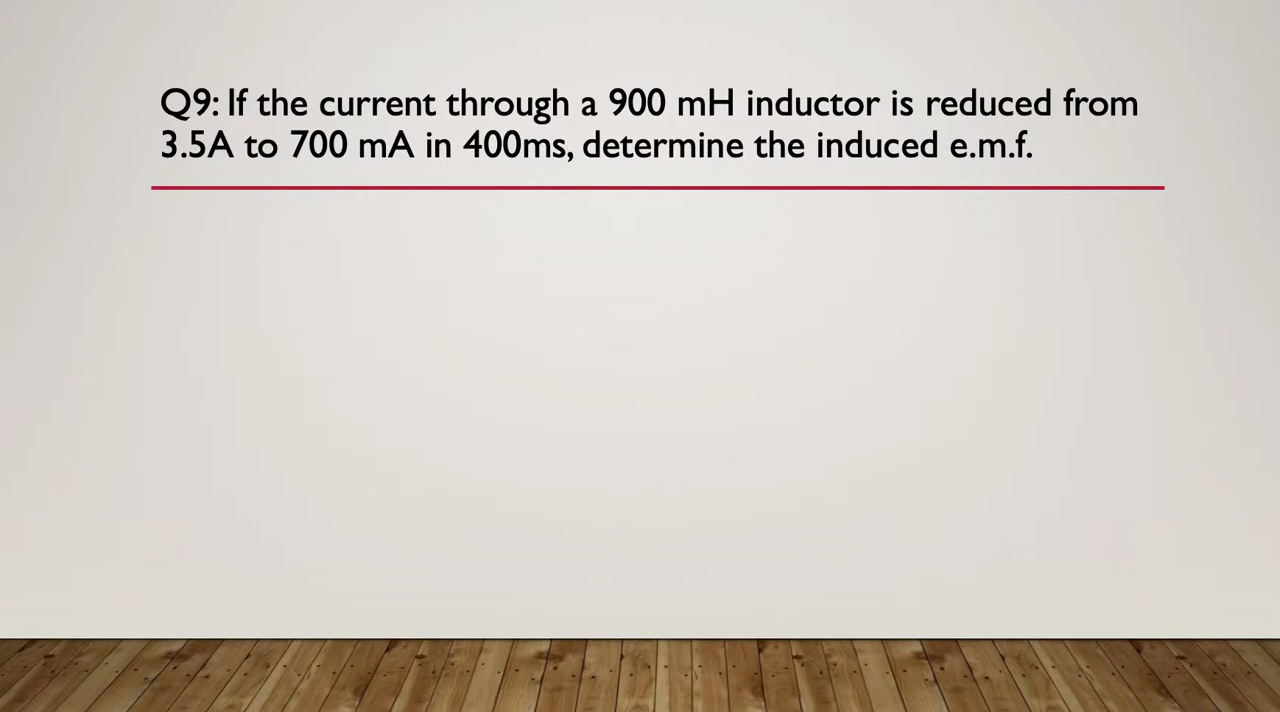 Q9: If the current through a 900 mH inductor is reduced from
3.5A to 700 mA in 400ms, determine the induced e.m.f.